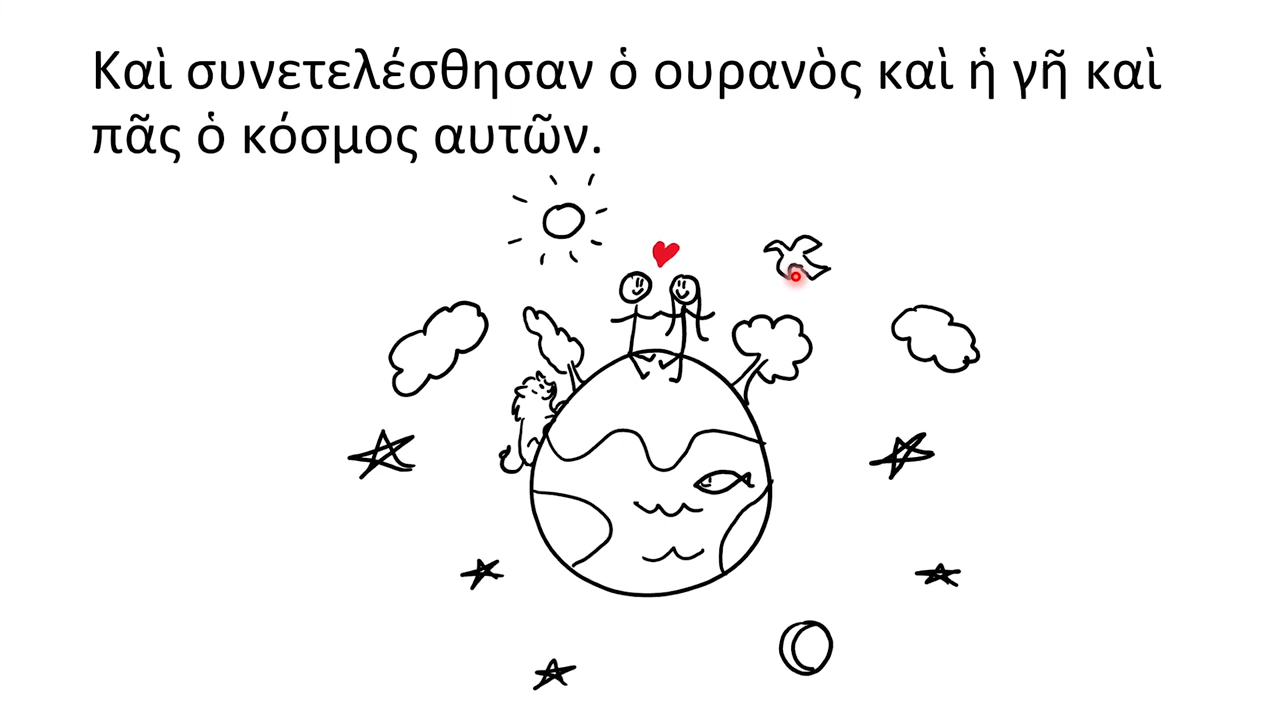 Καὶ συνετελέσθησαν ὁ ουρανὸς καὶ ἡ γῆ καὶ
πᾶς ὁ κόσμος αυτῶν.